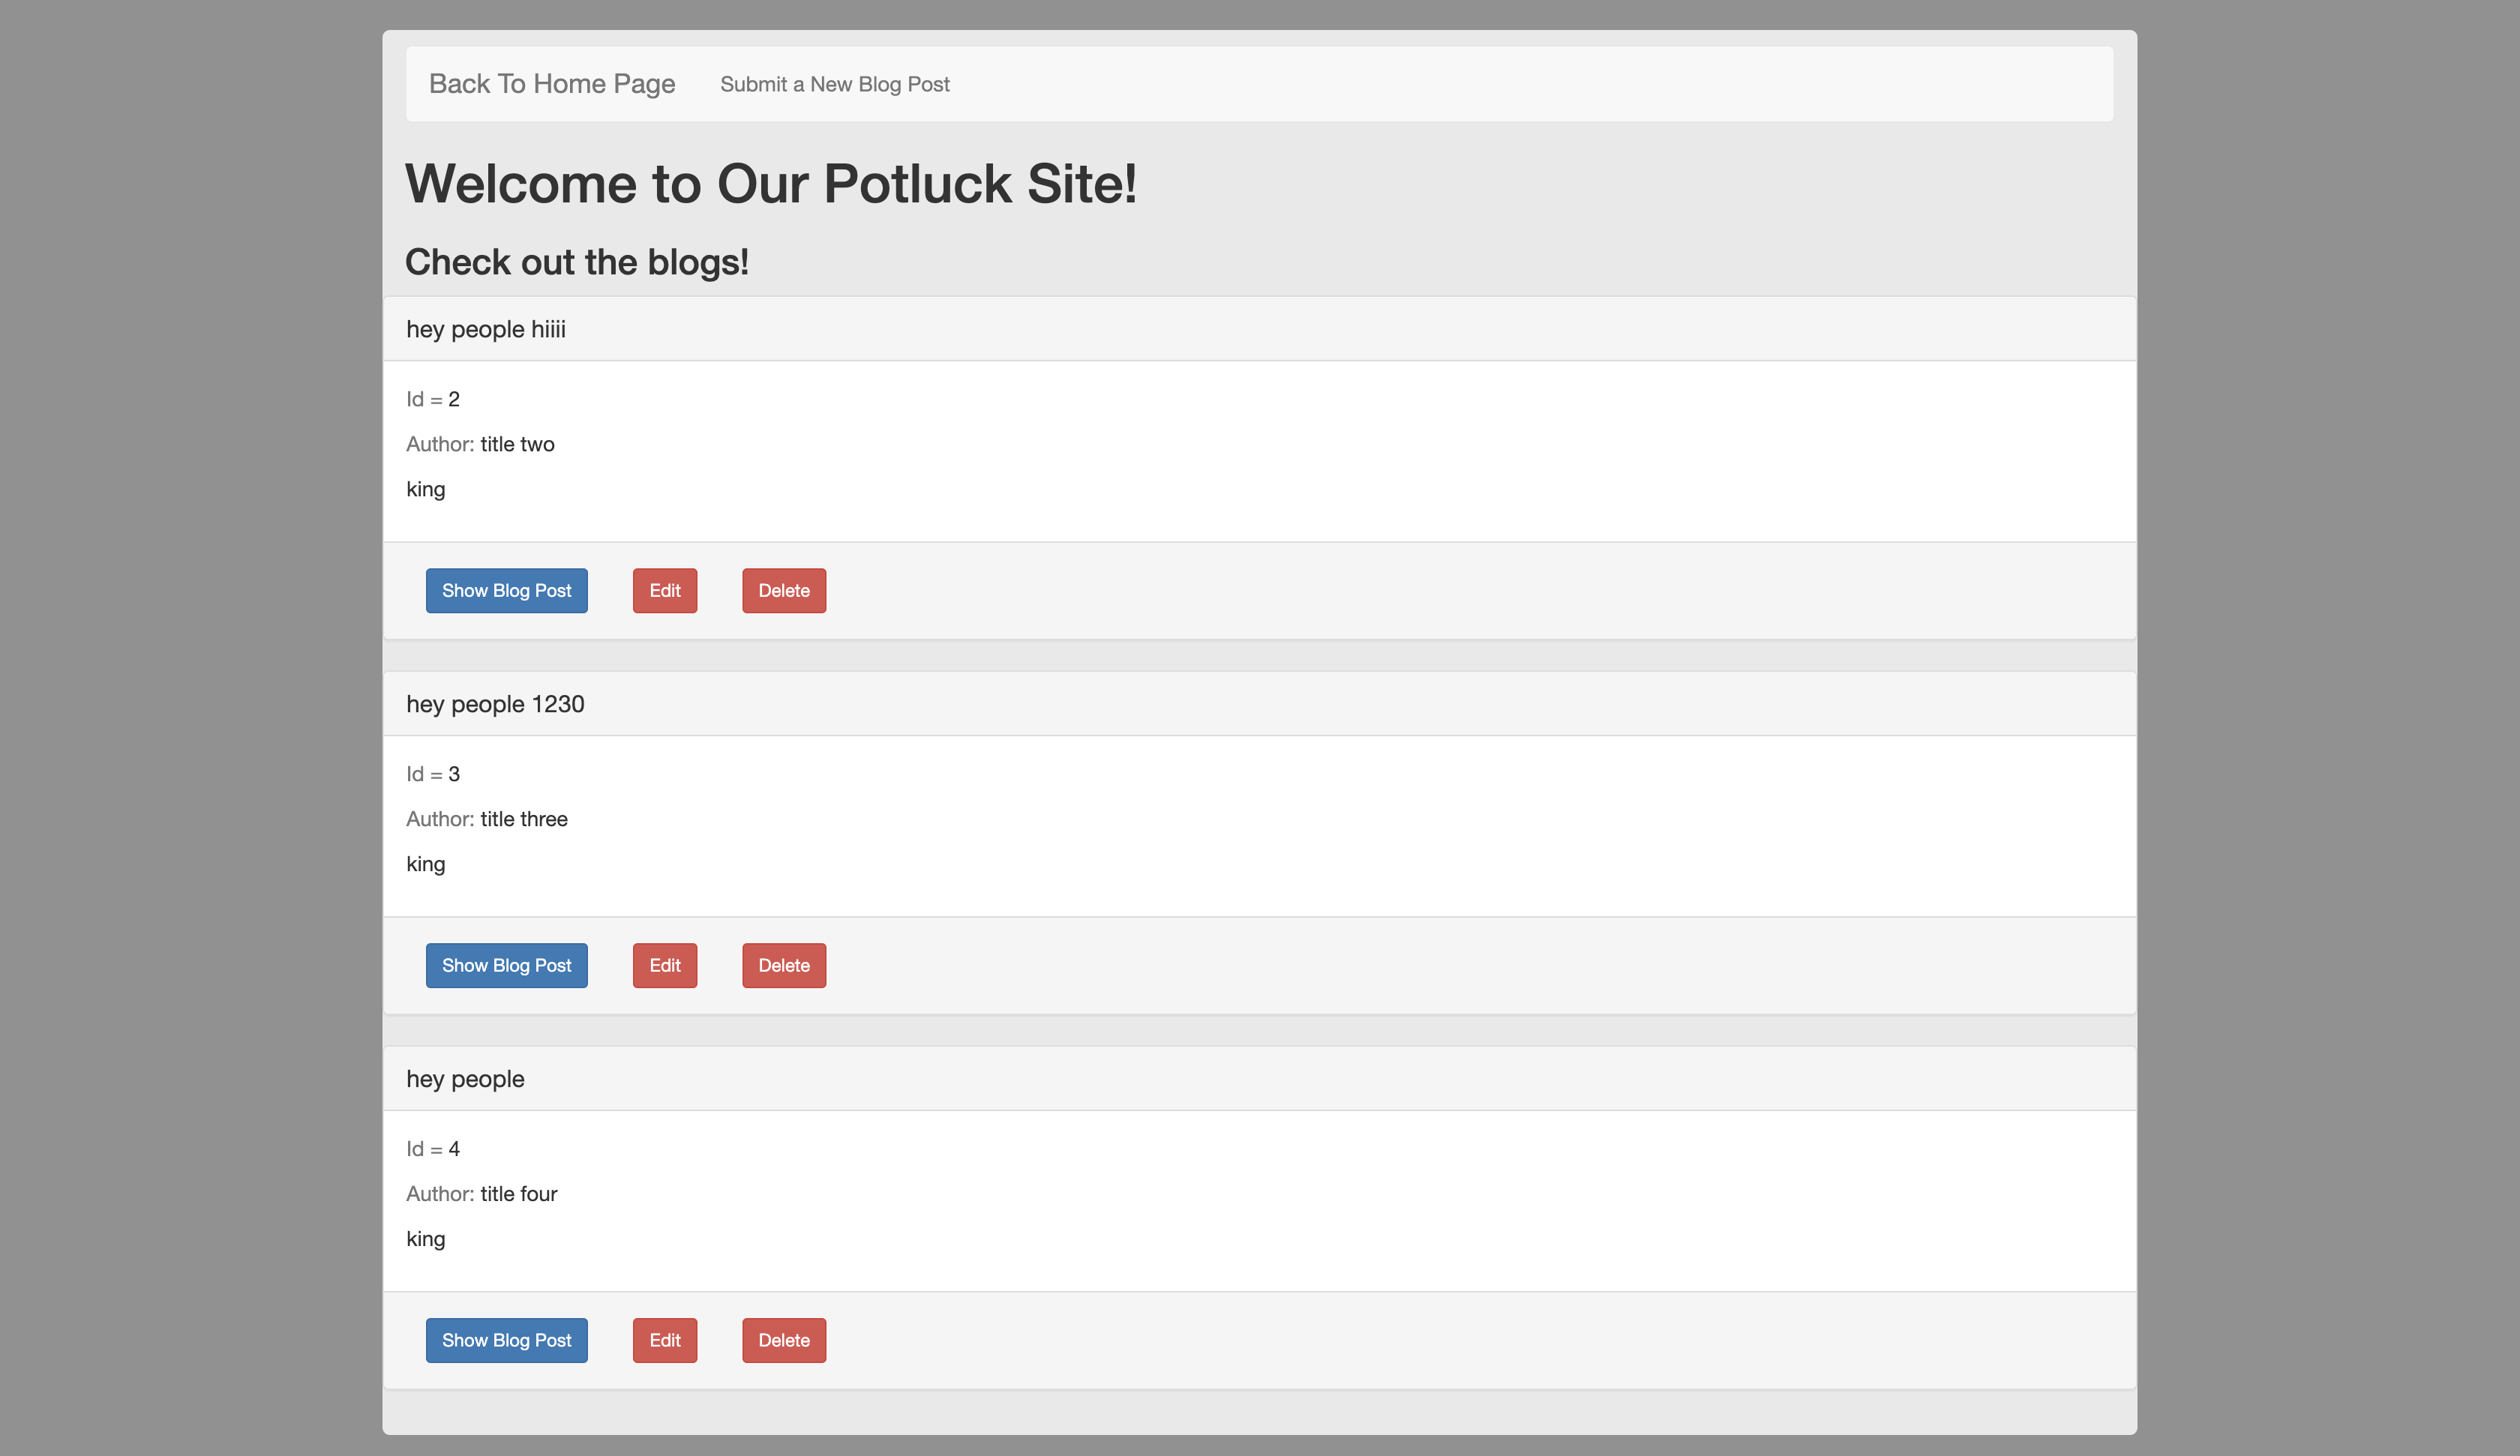 Back To Home Page Submit a New Blog Post
Welcome to Our Potluck Site!
Check out the blogs!
hey people hiiii
Id = 2
Author: title two
king
Show Blog Post Edit Delete
hey people 1230
Id = 3
Author: title three
king
Show Blog Post Edit Delete
hey people
Id = 4
Author: title four
king
Show Blog Post Edit Delete